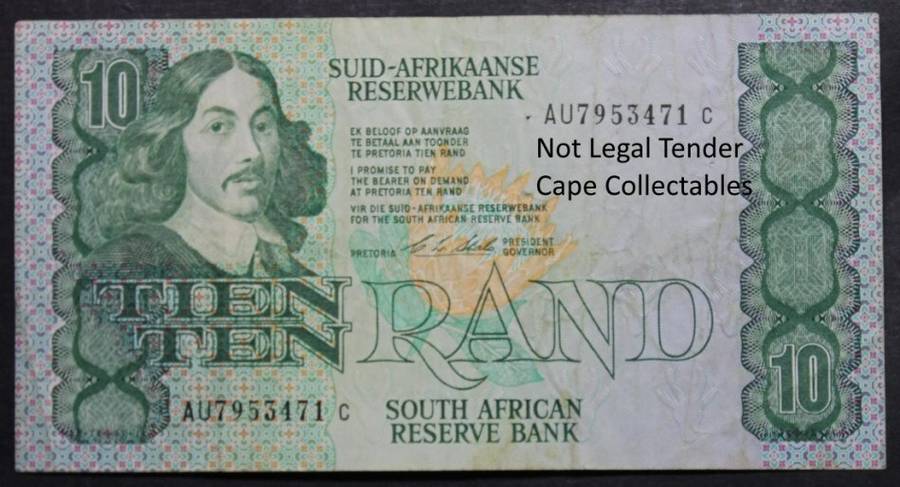 10
SUID-AFRIKAANSE
RESERWEBANK
AU7953471 C
Not Legal Tender
Cape Collectables
EK BELOOF OP AANVRAAG
TE BETAAL AAN TOONDER
TE PRETORIA TIEN RAND
I PROMISE TO PAY
THE BEARER ON DEMAND
AT PRETORIA TEN RAND
VIR DIE SUID-AFRIKAANSE RESERWEBANK
FOR THE SOUTH AFRICAN RESERVE BANK
PRETORIA PRESIDENT
GOVERNOR
TIEN
TEN
RAND
10
AU7953471 C
SOUTH AFRICAN
RESERVE BANK